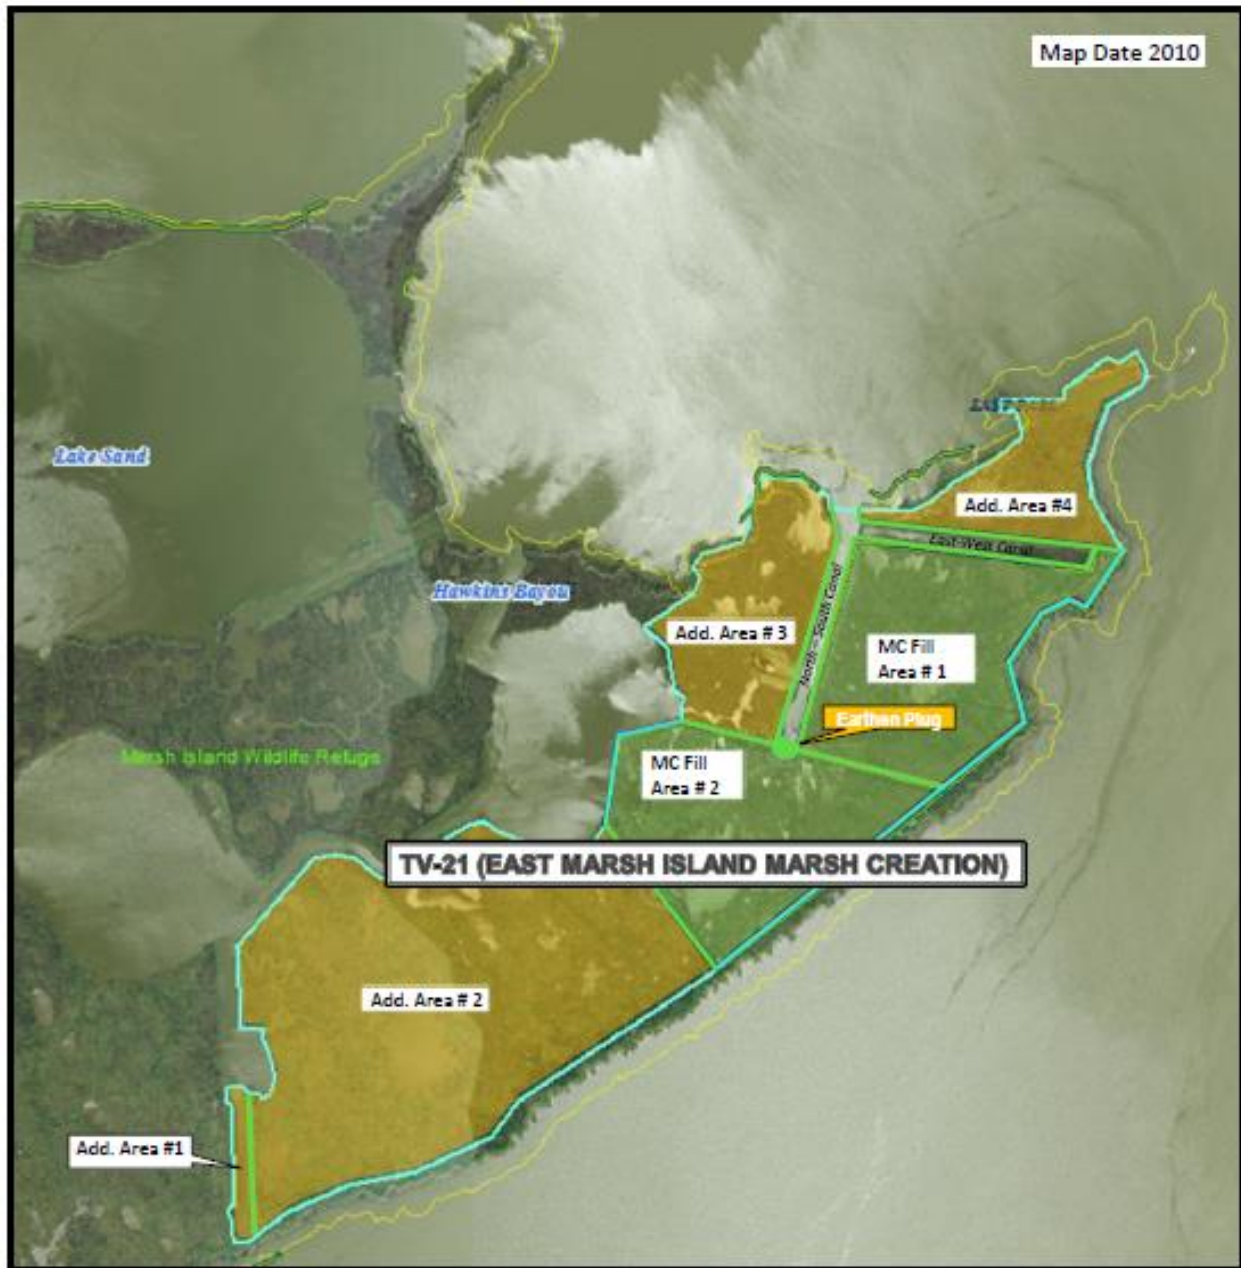 Map Date 2010
Lake Sand
Add. Area #4
East-West Canal
Hawkins Bayou
Add. Area # 3
North – South Canal
MC Fill
Area # 1
Earthen Plug
Marsh Island Wildlife Refuge
MC Fill
Area # 2
TV-21 (EAST MARSH ISLAND MARSH CREATION)
Add. Area # 2
Add. Area #1